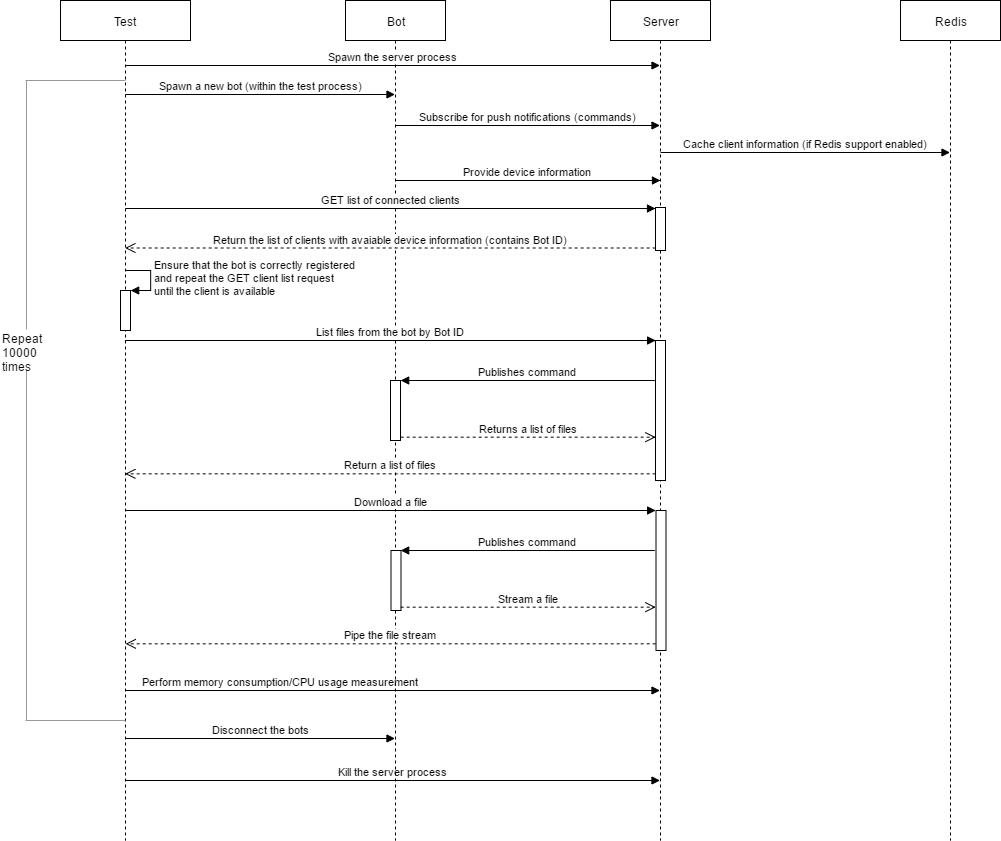 Test
Bot
Server
Redis
Spawn the server process
Spawn a new bot (within the test process)
Subscribe for push notifications (commands)
Cache client information (if Redis support enabled)
Provide device information
GET list of connected clients
Return the list of clients with avaiable device information (contains Bot ID)
Ensure that the bot is correctly registered
and repeat the GET client list request
until the client is available
List files from the bot by Bot ID
Repeat
10000
times
Publishes command
Returns a list of files
Return a list of files
Download a file
Publishes command
Stream a file
Pipe the file stream
Perform memory consumption/CPU usage measurement
Disconnect the bots
Kill the server process